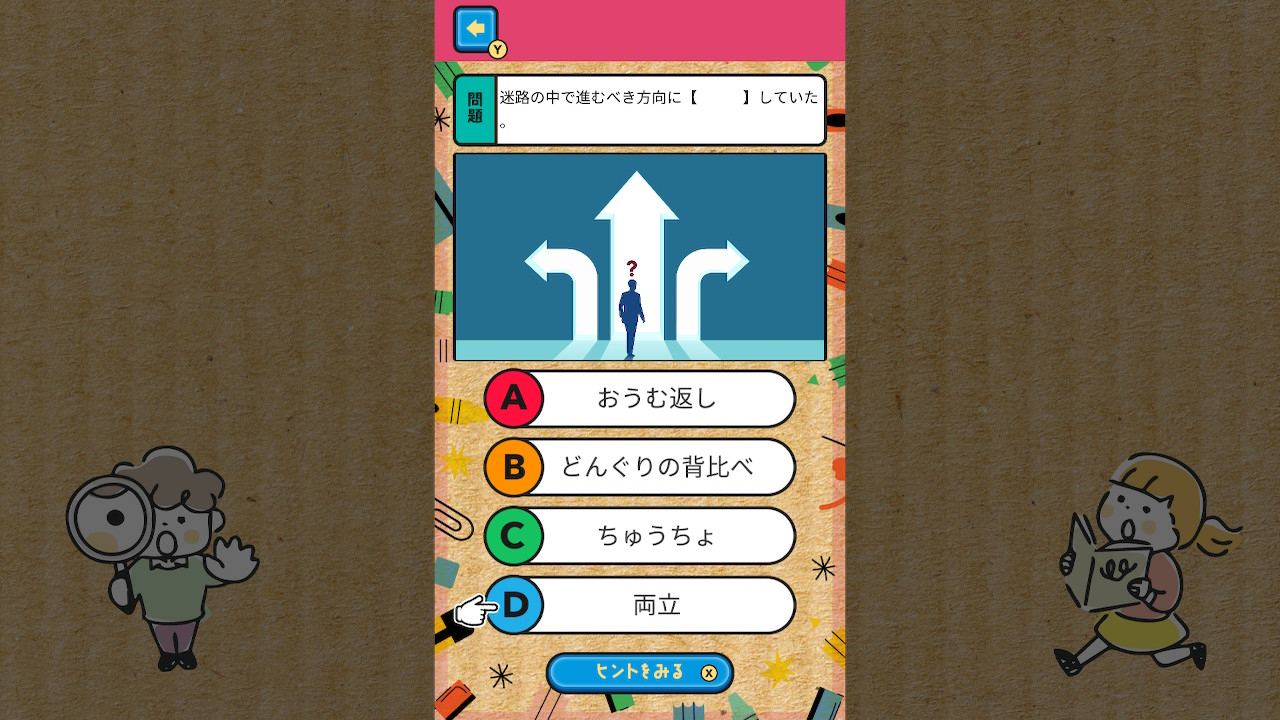 Y
問題
迷路の中で進むべき方向に【　　　】していた
。
?
A おうむ返し
B どんぐりの背比べ
C ちゅうちょ
D 両立
ヒントをみる X